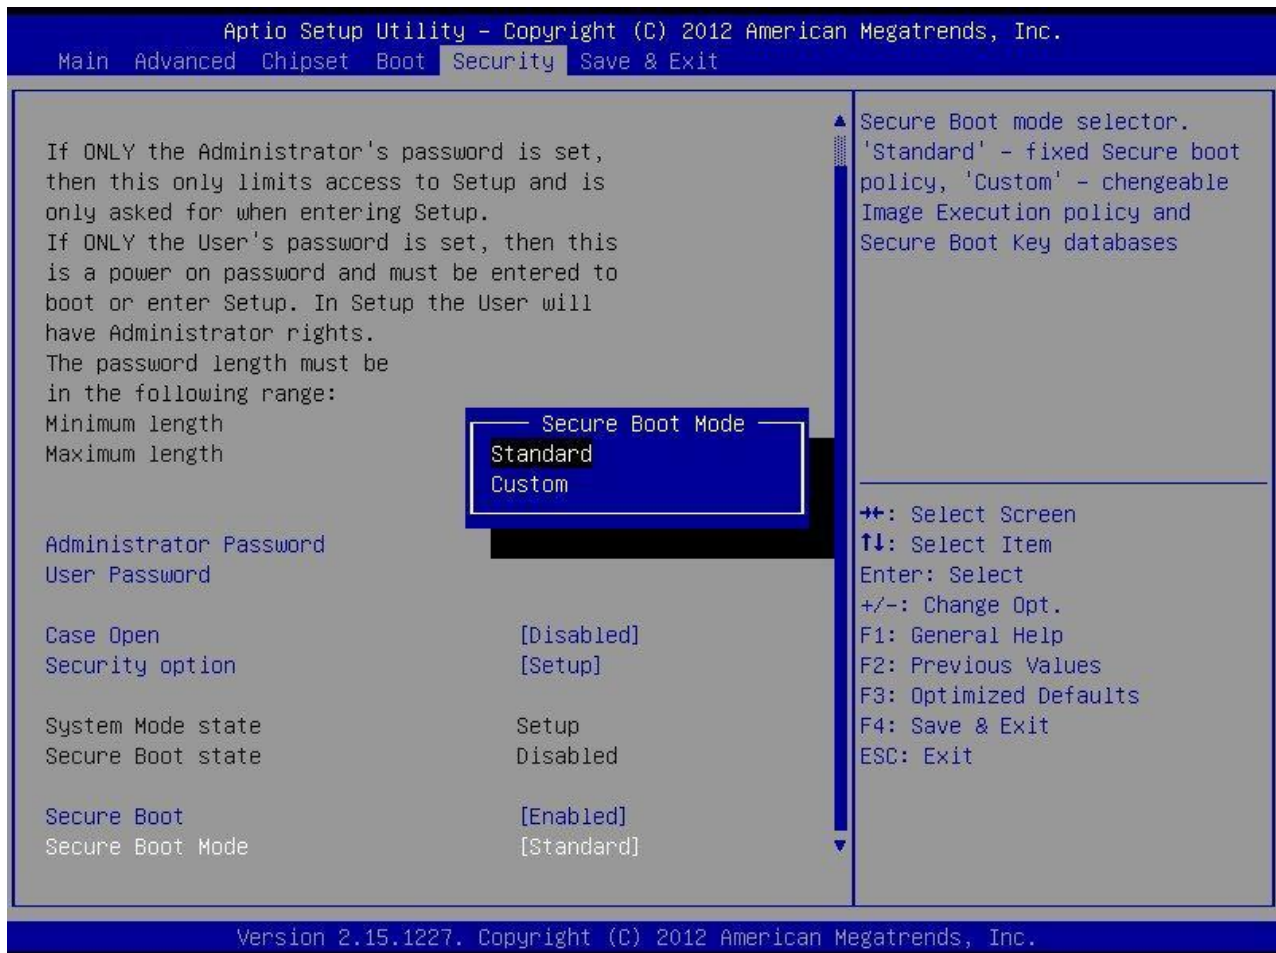 Aptio Setup Utility – Copyright (C) 2012 American Megatrends, Inc.
Main Advanced Chipset Boot Security Save & Exit
If ONLY the Administrator's password is set,
then this only limits access to Setup and is
only asked for when entering Setup.
If ONLY the User's password is set, then this
is a power on password and must be entered to
boot or enter Setup. In Setup the User will
have Administrator rights.
The password length must be
in the following range:
Minimum length
Maximum length
Secure Boot Mode
Standard
Custom
Administrator Password
User Password
Case Open [Disabled]
Security option [Setup]
System Mode state Setup
Secure Boot state Disabled
Secure Boot [Enabled]
Secure Boot Mode [Standard]
Secure Boot mode selector.
'Standard' – fixed Secure boot
policy, 'Custom' – chengeable
Image Execution policy and
Secure Boot Key databases
→←: Select Screen
↑↓: Select Item
Enter: Select
+/-: Change Opt.
F1: General Help
F2: Previous Values
F3: Optimized Defaults
F4: Save & Exit
ESC: Exit
Version 2.15.1227. Copyright (C) 2012 American Megatrends, Inc.